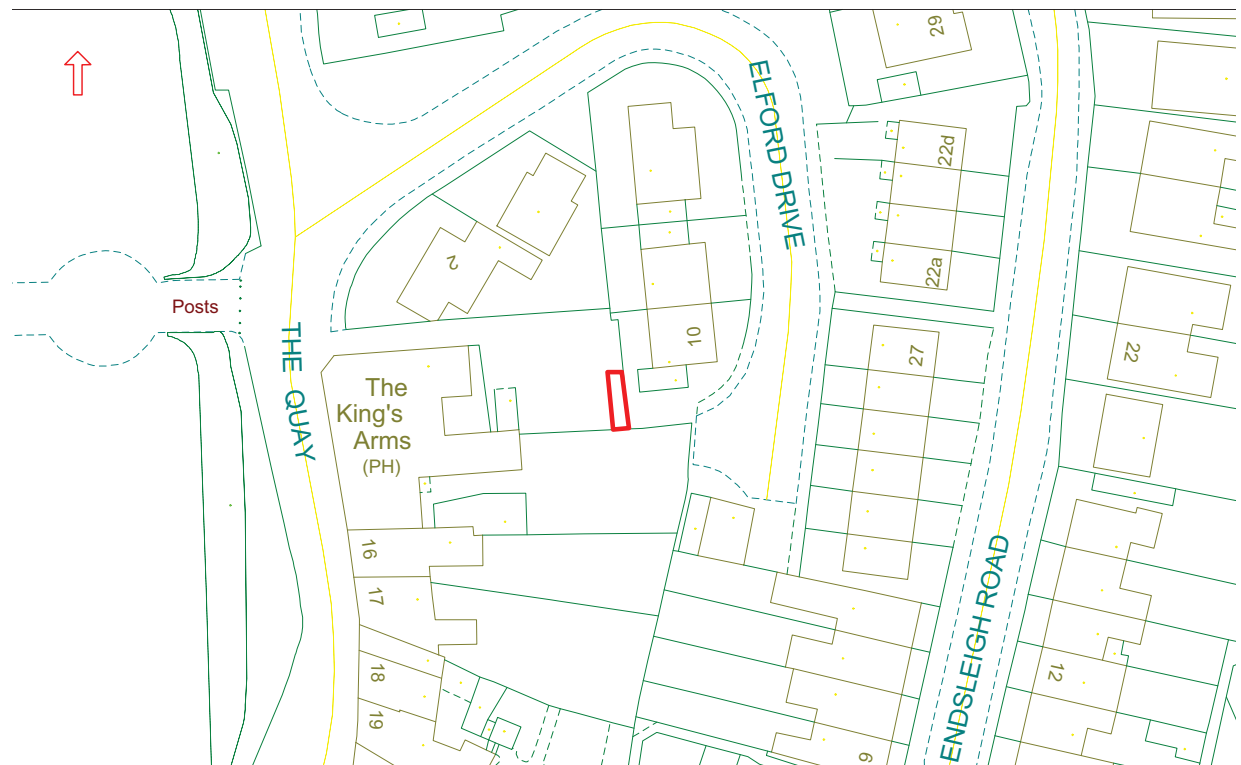 29
ELFORD DRIVE
22d
2
22a
Posts
THE QUAY
10
27
22
The
King's
Arms
(PH)
16
17
ENDSLEIGH ROAD
18
12
19
6